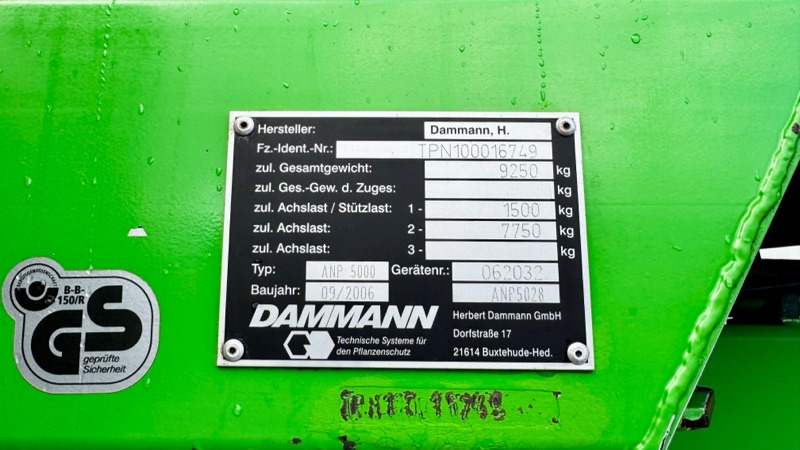 Hersteller: Dammann, H.
Fz.-Ident.-Nr.: TPN100016749
zul. Gesamtgewicht: 9250 kg
zul. Ges.-Gew. d. Zuges: kg
zul. Achslast / Stützlast: 1 - 1500 kg
zul. Achslast: 2 - 7750 kg
zul. Achslast: 3 - kg
Typ: ANP 5000 Gerätenr.: 062032
Baujahr: 09/2006 ANP5028
DAMMANN
Technische Systeme für
den Pflanzenschutz
Herbert Dammann GmbH
Dorfstraße 17
21614 Buxtehude-Hed.
B-B-
150/R
GS
geprüfte
Sicherheit